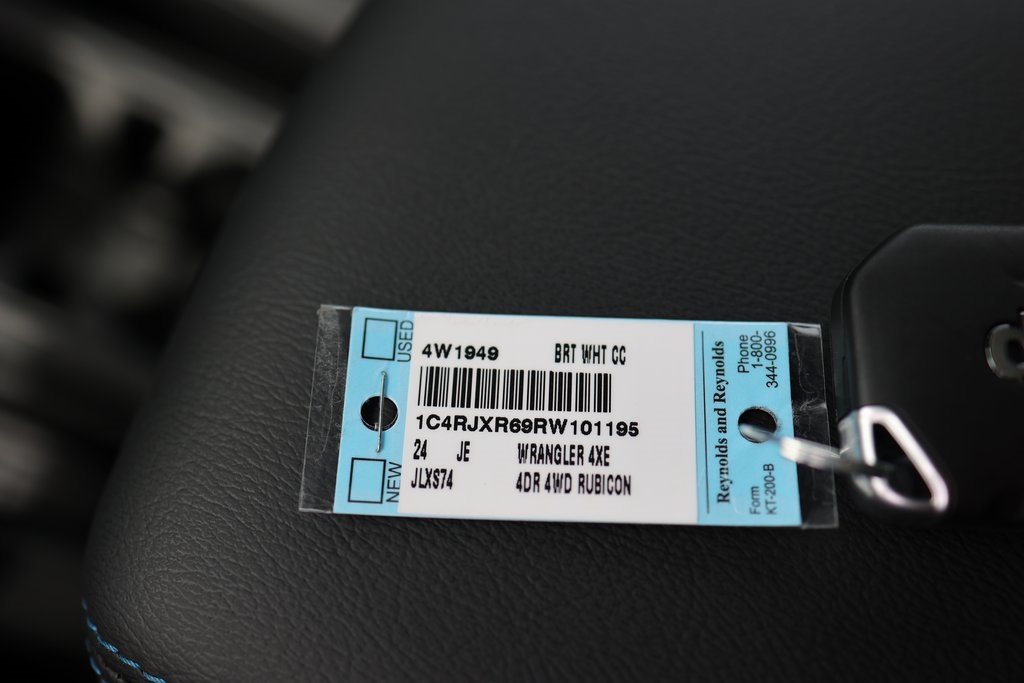 USED
NEW
4W1949 BRT WHT CC
1C4RJXR69RW101195
24 JE WRANGLER 4XE
JLXS74 4DR 4WD RUBICON
Reynolds and Reynolds
Phone
1-800-
344-0996
Form
KT-200-B